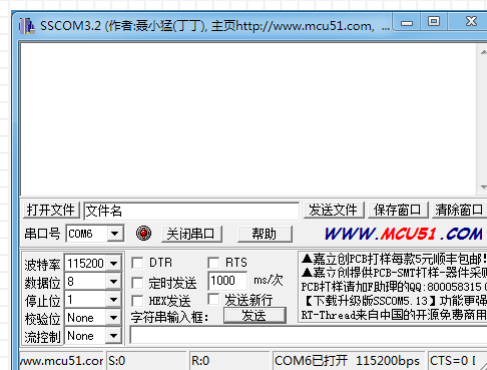 SSCOM3.2 (作者:聂小猛(丁丁), 主页http://www.mcu51.com, ...
打开文件 文件名 发送文件 保存窗口 清除窗口
串口号 COM6 关闭串口 帮助 WWW.MCU51.COM
波特率 115200 DTR RTS
数据位 8 定时发送 1000 ms/次
停止位 1 HEX发送 发送新行
校验位 None 字符串输入框: 发送
流控制 None
▲嘉立创PCB打样每款5元顺丰包邮!
▲嘉立创提供PCB-SMT打样-器件采购
PCB打样请加F助理的QQ:800058315
【下载升级版SSCOM5.13】功能更强
RT-Thread来自中国的开源免费商用
www.mcu51.cor S:0 R:0 COM6已打开 115200bps CTS=0